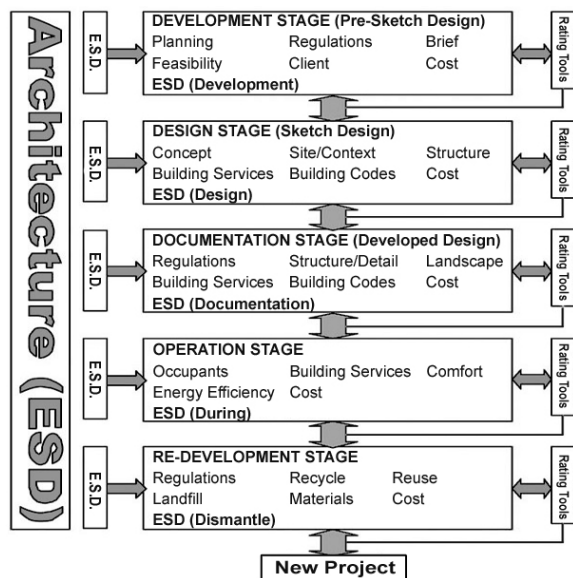 Architecture (ESD)
E.S.D.
DEVELOPMENT STAGE (Pre-Sketch Design)
Planning Regulations Brief
Feasibility Client Cost
ESD (Development)
Rating Tools
E.S.D.
DESIGN STAGE (Sketch Design)
Concept Site/Context Structure
Building Services Building Codes Cost
ESD (Design)
Rating Tools
E.S.D.
DOCUMENTATION STAGE (Developed Design)
Regulations Structure/Detail Landscape
Building Services Building Codes Cost
ESD (Documentation)
Rating Tools
E.S.D.
OPERATION STAGE
Occupants Building Services Comfort
Energy Efficiency Cost
ESD (During)
Rating Tools
E.S.D.
RE-DEVELOPMENT STAGE
Regulations Recycle Reuse
Landfill Materials Cost
ESD (Dismantle)
Rating Tools
New Project